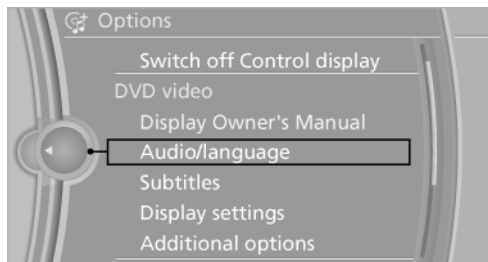 Options
Switch off Control display
DVD video
Display Owner's Manual
Audio/language
Subtitles
Display settings
Additional options